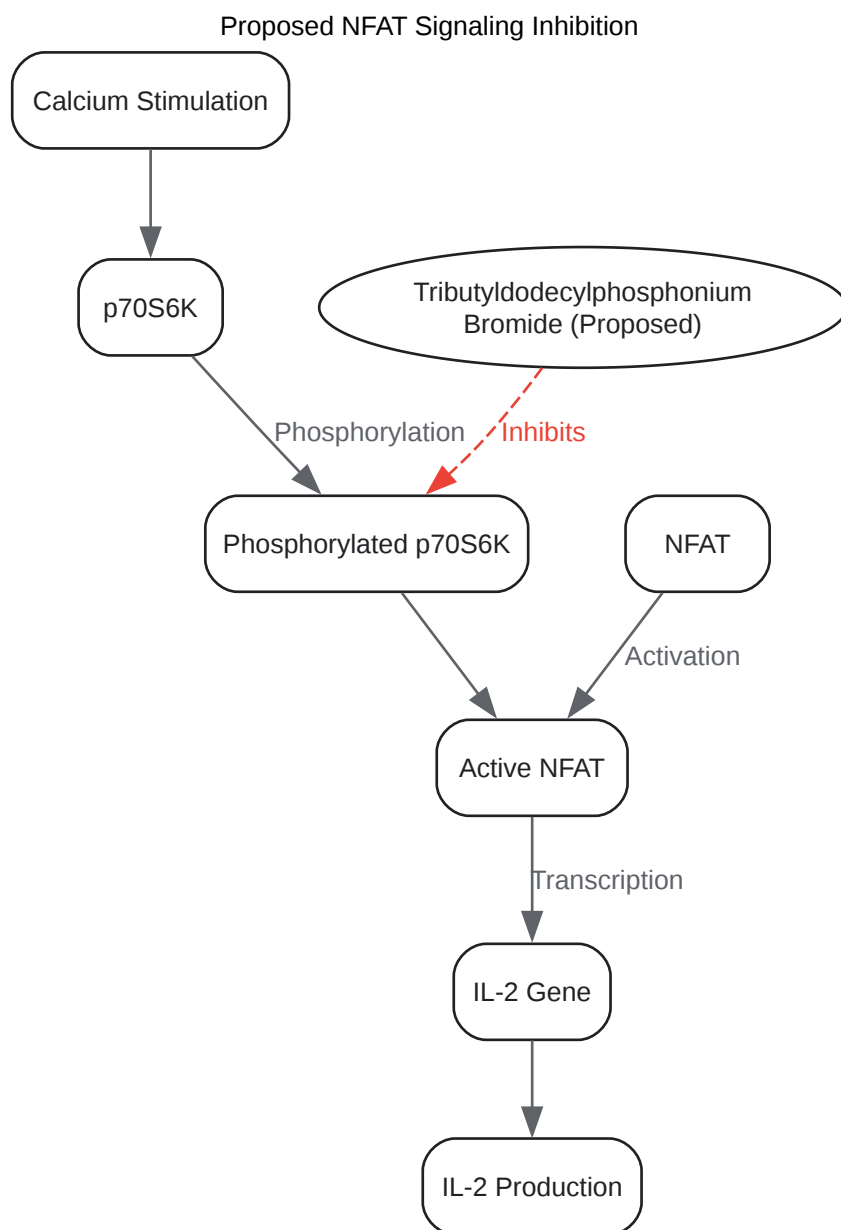 Proposed NFAT Signaling Inhibition
Calcium Stimulation
p70S6K
Tributyldodecylphosphonium
Bromide (Proposed)
Phosphorylation
Inhibits
Phosphorylated p70S6K
NFAT
Activation
Active NFAT
Transcription
IL-2 Gene
IL-2 Production